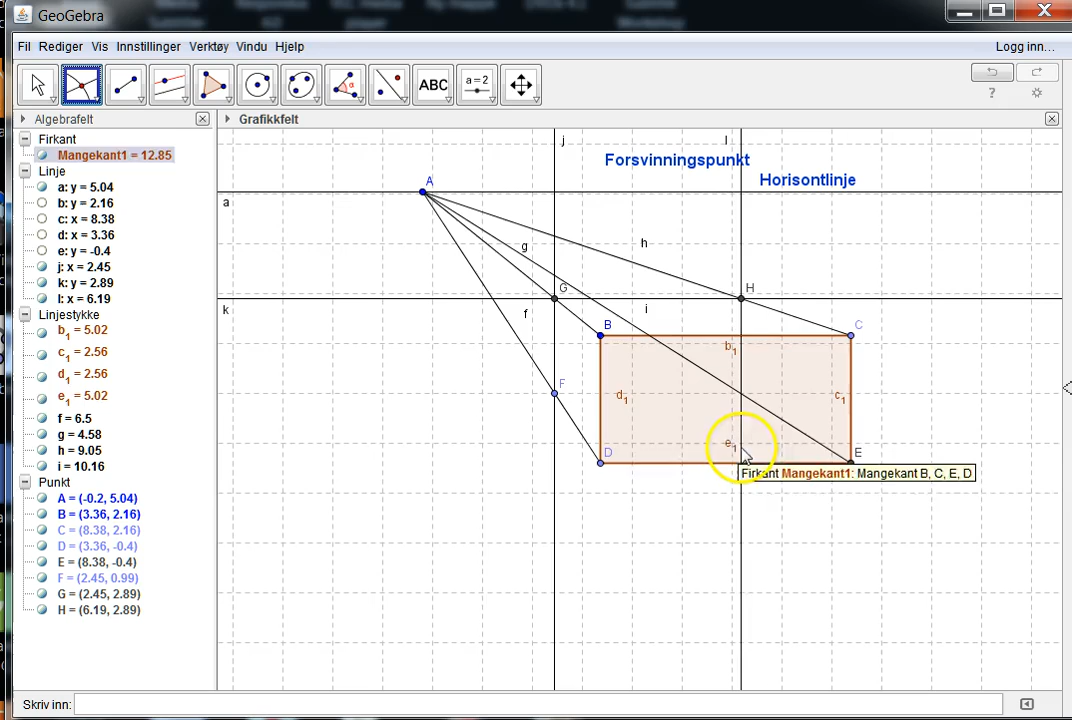 GeoGebra
Fil Rediger Vis Innstillinger Verktøy Vindu Hjelp Logg inn...
ABC a=2
?
Algebrafelt Grafikkfelt
Firkant
Mangekant1 = 12.85
Linje
a: y = 5.04
b: y = 2.16
c: x = 8.38
d: x = 3.36
e: y = -0.4
j: x = 2.45
k: y = 2.89
l: x = 6.19
Linjestykke
b₁ = 5.02
c₁ = 2.56
d₁ = 2.56
e₁ = 5.02
f = 6.5
g = 4.58
h = 9.05
i = 10.16
Punkt
A = (-0.2, 5.04)
B = (3.36, 2.16)
C = (8.38, 2.16)
D = (3.36, -0.4)
E = (8.38, -0.4)
F = (2.45, 0.99)
G = (2.45, 2.89)
H = (6.19, 2.89)
j l
Forsvinningspunkt
Horisontlinje
A
a
g h
G H
k f i
B C
b₁
F d₁ c₁
e₁
D E
Firkant Mangekant1: Mangekant B, C, E, D
Skriv inn: